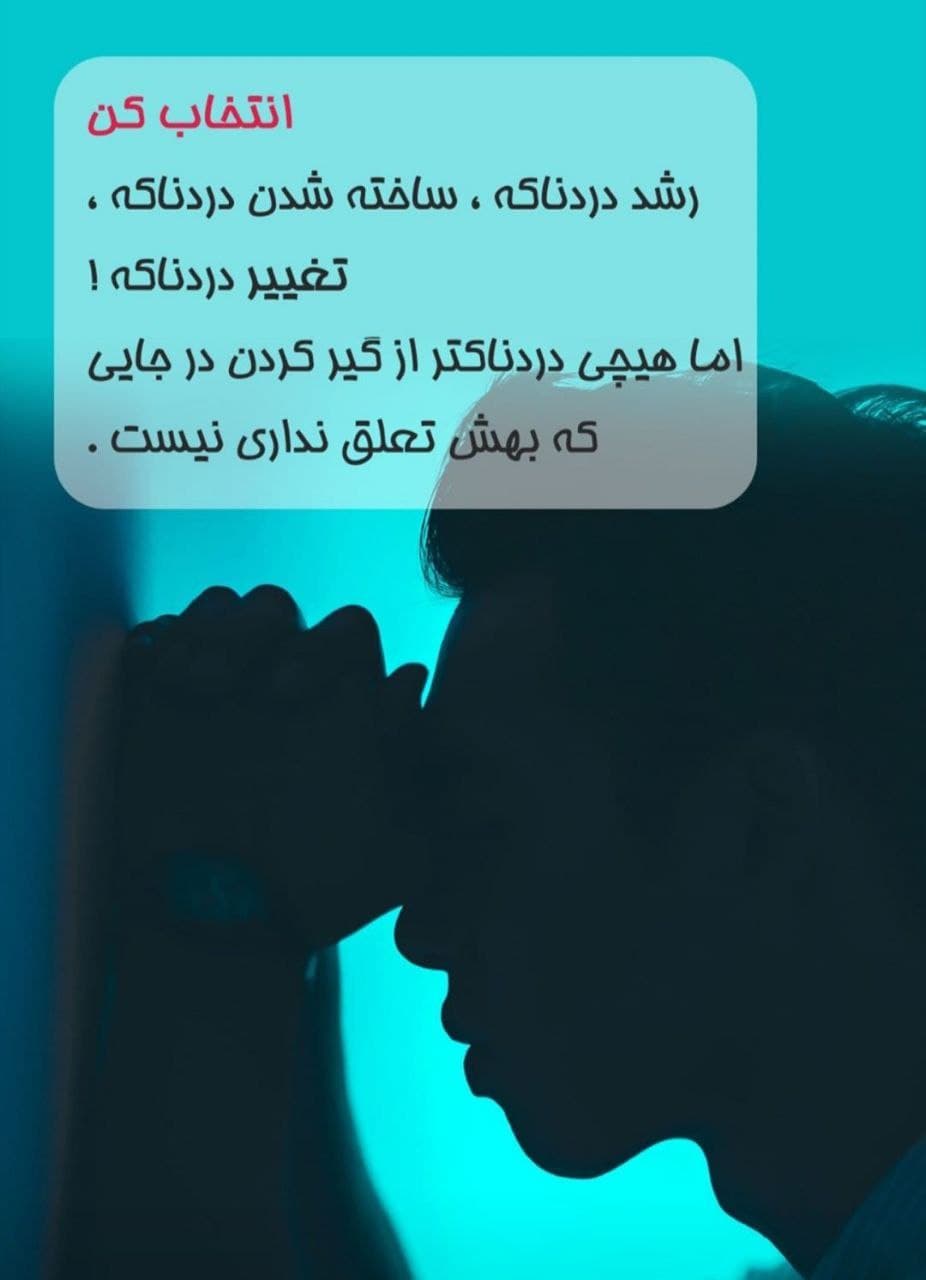 انتخاب کن
رشد دردناکه ، ساخته شدن دردناکه ،
تغییر دردناکه !
اما هیچی دردناکتر از گیر کردن در جایی
که بهش تعلق نداری نیست .